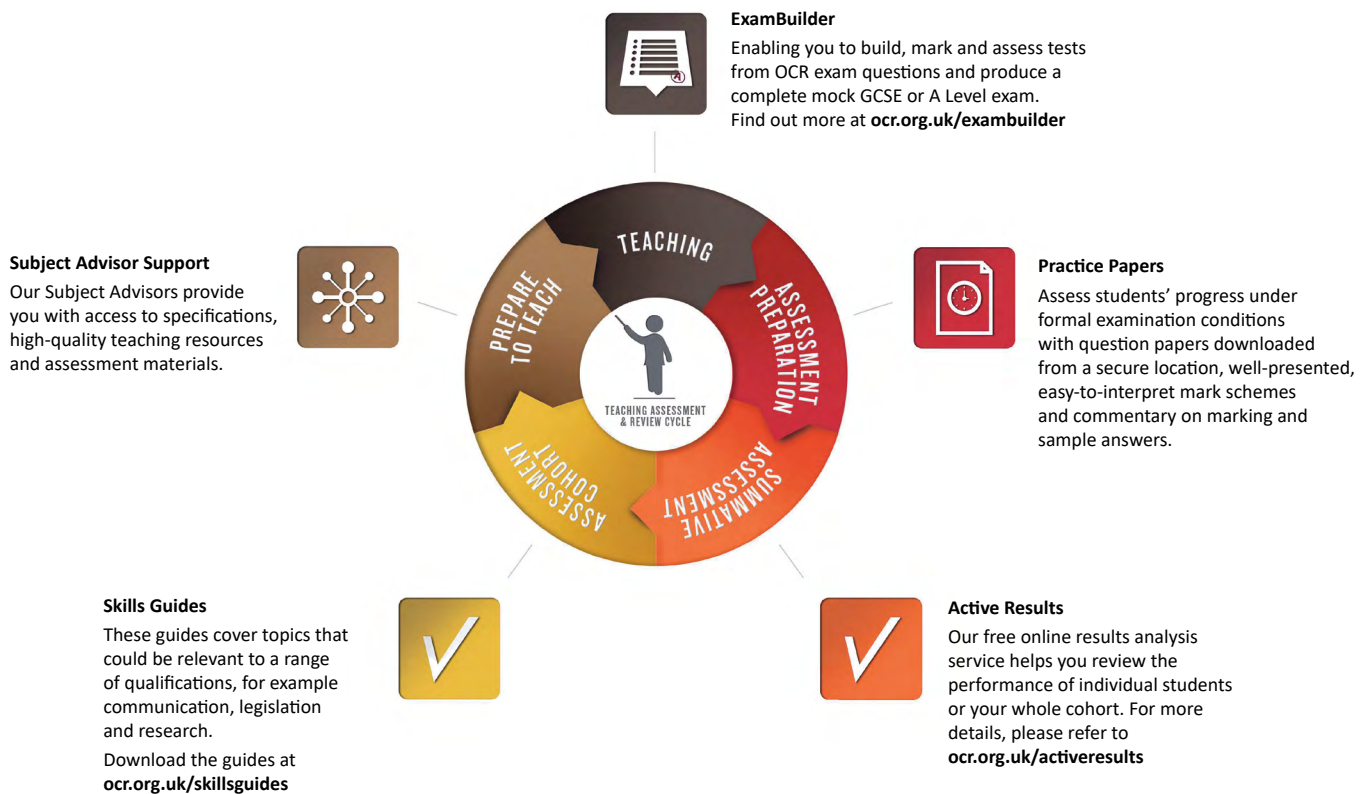 ExamBuilder
Enabling you to build, mark and assess tests
from OCR exam questions and produce a
complete mock GCSE or A Level exam.
Find out more at ocr.org.uk/exambuilder
Subject Advisor Support
Our Subject Advisors provide
you with access to specifications,
high-quality teaching resources
and assessment materials.
TEACHING
PREPARE
TO TEACH
ASSESSMENT
PREPARATION
TEACHING ASSESSMENT
& REVIEW CYCLE
ASSESSMENT
COHORT
SUMMATIVE
ASSESSMENT
Practice Papers
Assess students’ progress under
formal examination conditions
with question papers downloaded
from a secure location, well-presented,
easy-to-interpret mark schemes
and commentary on marking and
sample answers.
Skills Guides
These guides cover topics that
could be relevant to a range
of qualifications, for example
communication, legislation
and research.
Download the guides at
ocr.org.uk/skillsguides
Active Results
Our free online results analysis
service helps you review the
performance of individual students
or your whole cohort. For more
details, please refer to
ocr.org.uk/activeresults